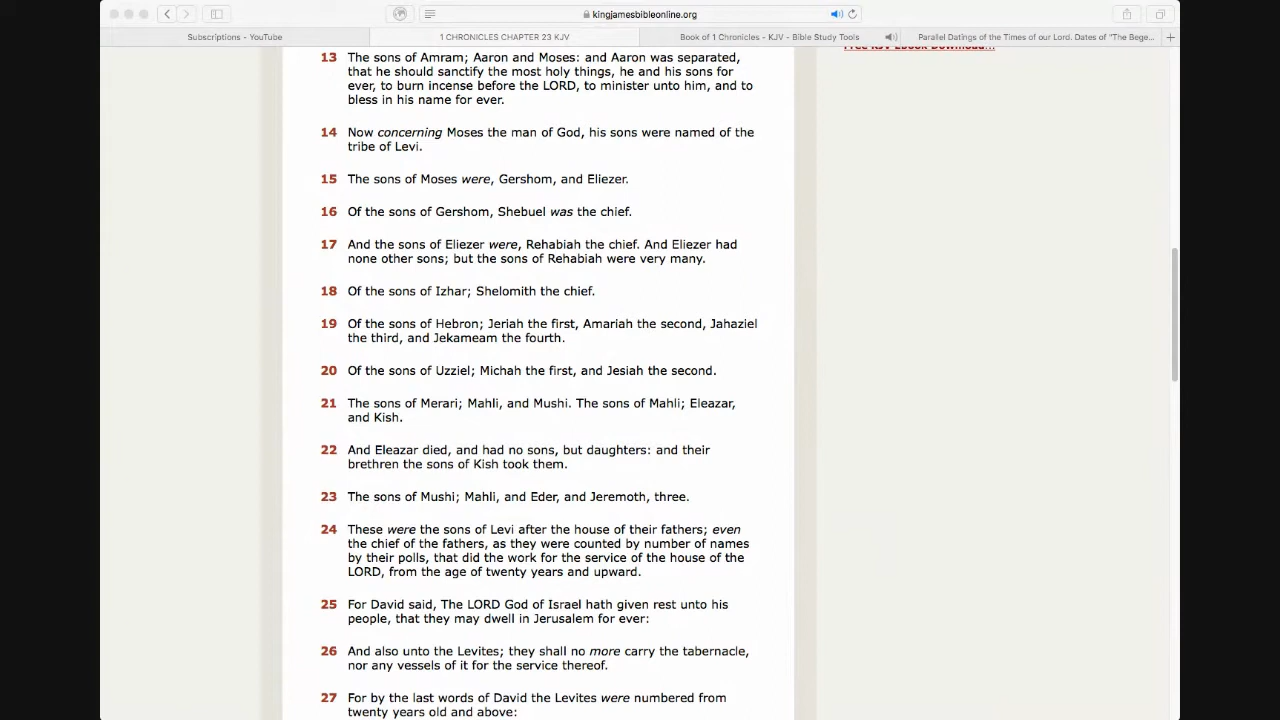 kingjamesbibleonline.org
Subscriptions - YouTube
1 CHRONICLES CHAPTER 23 KJV
Book of 1 Chronicles - KJV - Bible Study Tools
Parallel Datings of the Times of our Lord. Dates of "The Bege...
Free KJV Ebook Download...
13 The sons of Amram; Aaron and Moses: and Aaron was separated,
that he should sanctify the most holy things, he and his sons for
ever, to burn incense before the LORD, to minister unto him, and to
bless in his name for ever.
14 Now concerning Moses the man of God, his sons were named of the
tribe of Levi.
15 The sons of Moses were, Gershom, and Eliezer.
16 Of the sons of Gershom, Shebuel was the chief.
17 And the sons of Eliezer were, Rehabiah the chief. And Eliezer had
none other sons; but the sons of Rehabiah were very many.
18 Of the sons of Izhar; Shelomith the chief.
19 Of the sons of Hebron; Jeriah the first, Amariah the second, Jahaziel
the third, and Jekameam the fourth.
20 Of the sons of Uzziel; Michah the first, and Jesiah the second.
21 The sons of Merari; Mahli, and Mushi. The sons of Mahli; Eleazar,
and Kish.
22 And Eleazar died, and had no sons, but daughters: and their
brethren the sons of Kish took them.
23 The sons of Mushi; Mahli, and Eder, and Jeremoth, three.
24 These were the sons of Levi after the house of their fathers; even
the chief of the fathers, as they were counted by number of names
by their polls, that did the work for the service of the house of the
LORD, from the age of twenty years and upward.
25 For David said, The LORD God of Israel hath given rest unto his
people, that they may dwell in Jerusalem for ever:
26 And also unto the Levites; they shall no more carry the tabernacle,
nor any vessels of it for the service thereof.
27 For by the last words of David the Levites were numbered from
twenty years old and above: